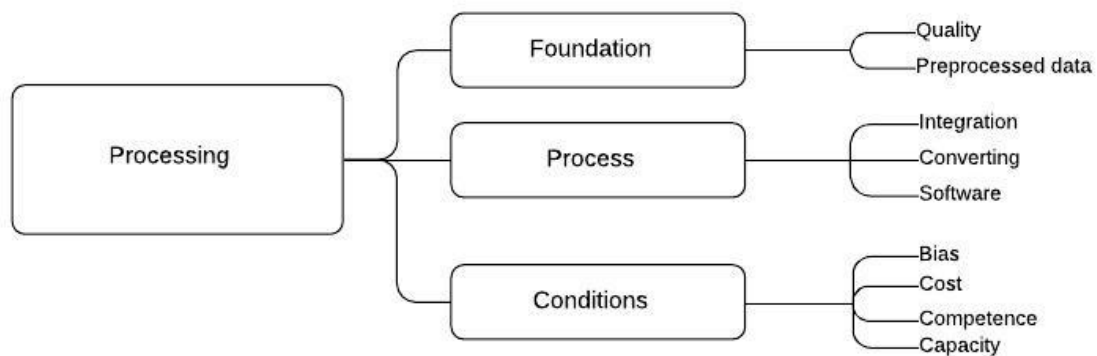 Processing
Foundation
Quality
Preprocessed data
Process
Integration
Converting
Software
Conditions
Bias
Cost
Competence
Capacity